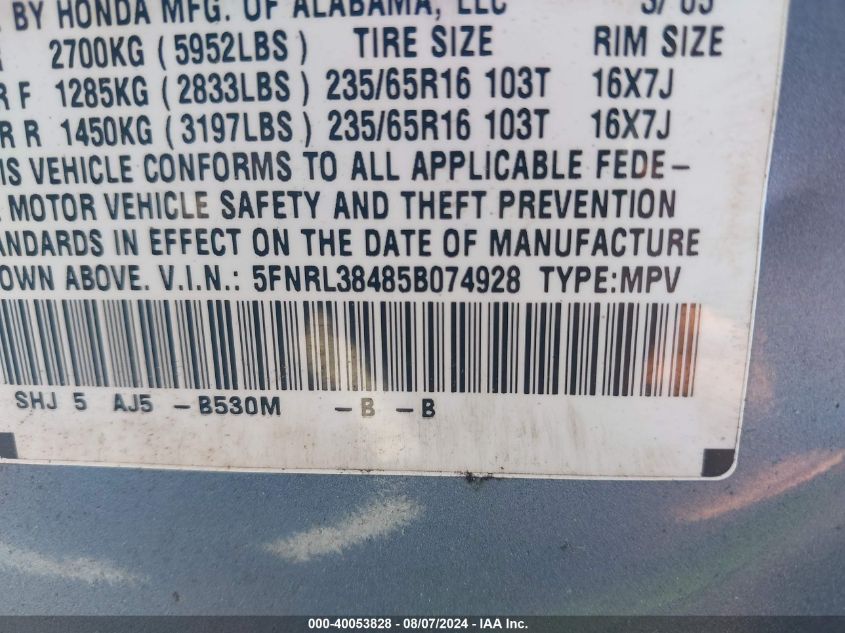 BY HONDA MFG. OF ALABAMA, LLC 3/05
2700KG (5952LBS) TIRE SIZE RIM SIZE
R F 1285KG (2833LBS) 235/65R16 103T 16X7J
R R 1450KG (3197LBS) 235/65R16 103T 16X7J
IS VEHICLE CONFORMS TO ALL APPLICABLE FEDE-
MOTOR VEHICLE SAFETY AND THEFT PREVENTION
ANDARDS IN EFFECT ON THE DATE OF MANUFACTURE
OWN ABOVE. V.I.N.: 5FNRL38485B074928 TYPE:MPV
SHJ 5 AJ5 -B530M -B -B
000-40053828 - 08/07/2024 - IAA Inc.